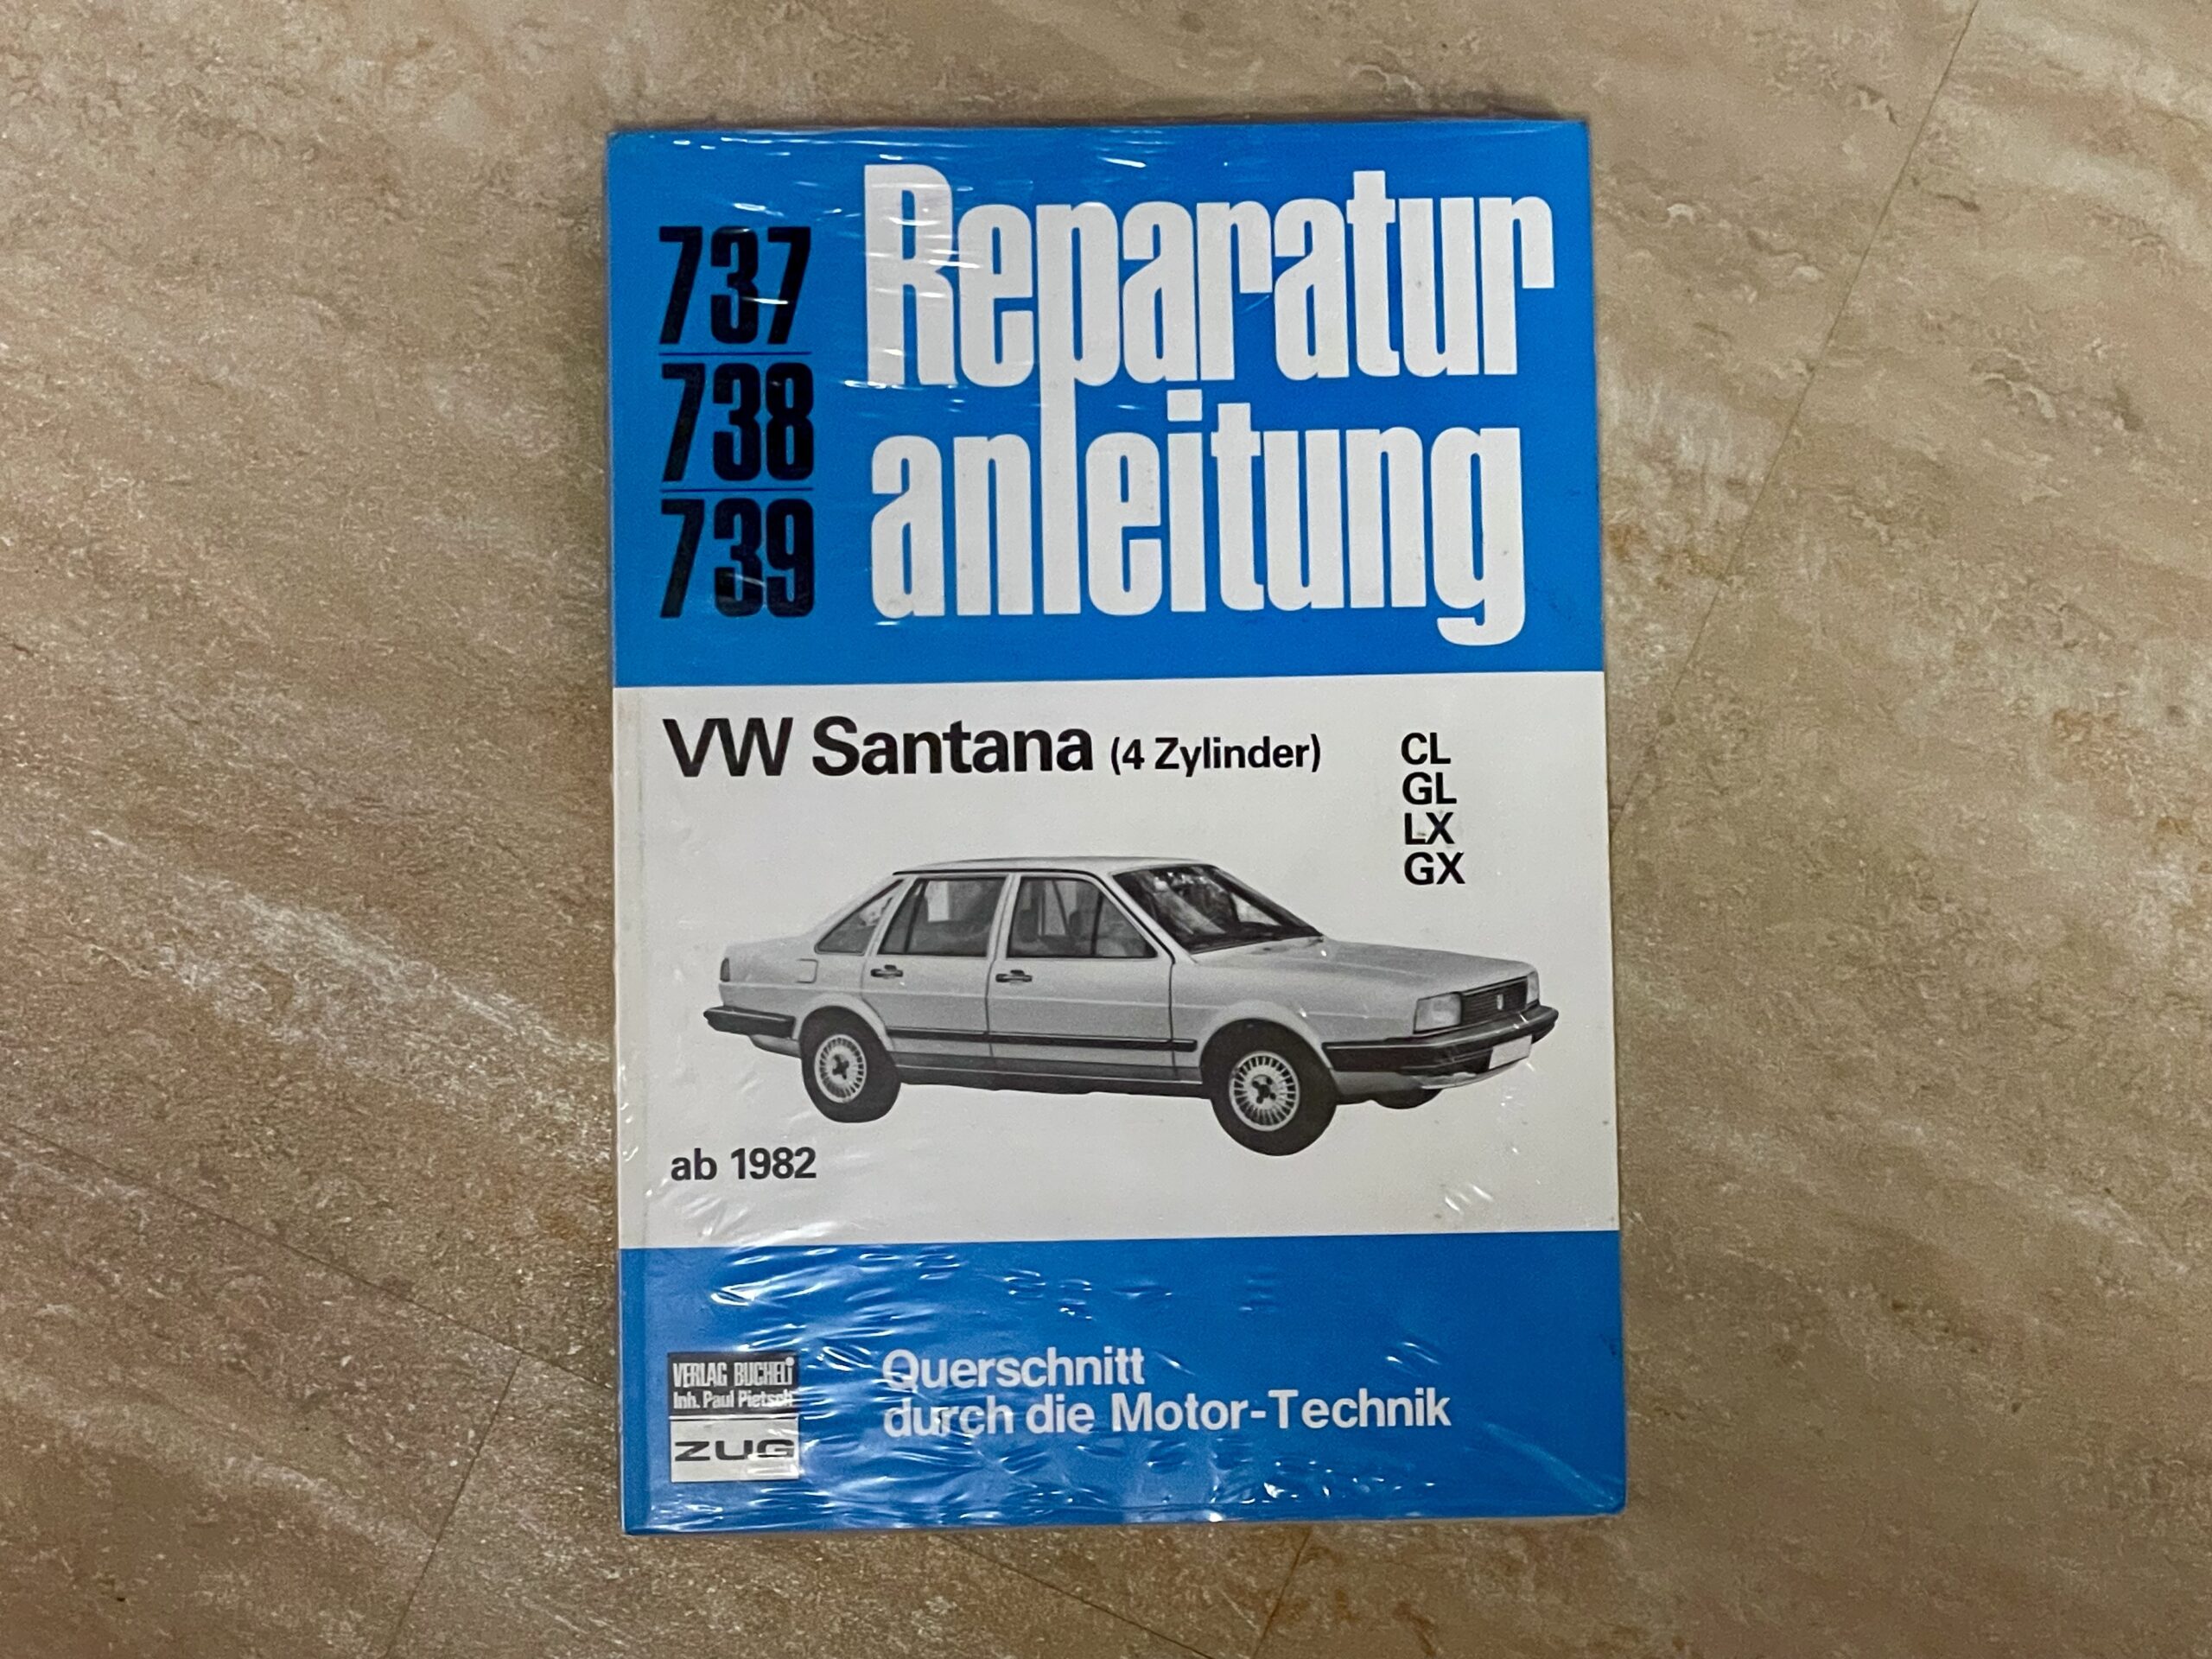 737
738
739
Reparatur
anleitung
VW Santana (4 Zylinder)
CL
GL
LX
GX
ab 1982
VERLAG BUCHELi
Inh. Paul Pietsch
ZUG
Querschnitt
durch die Motor-Technik